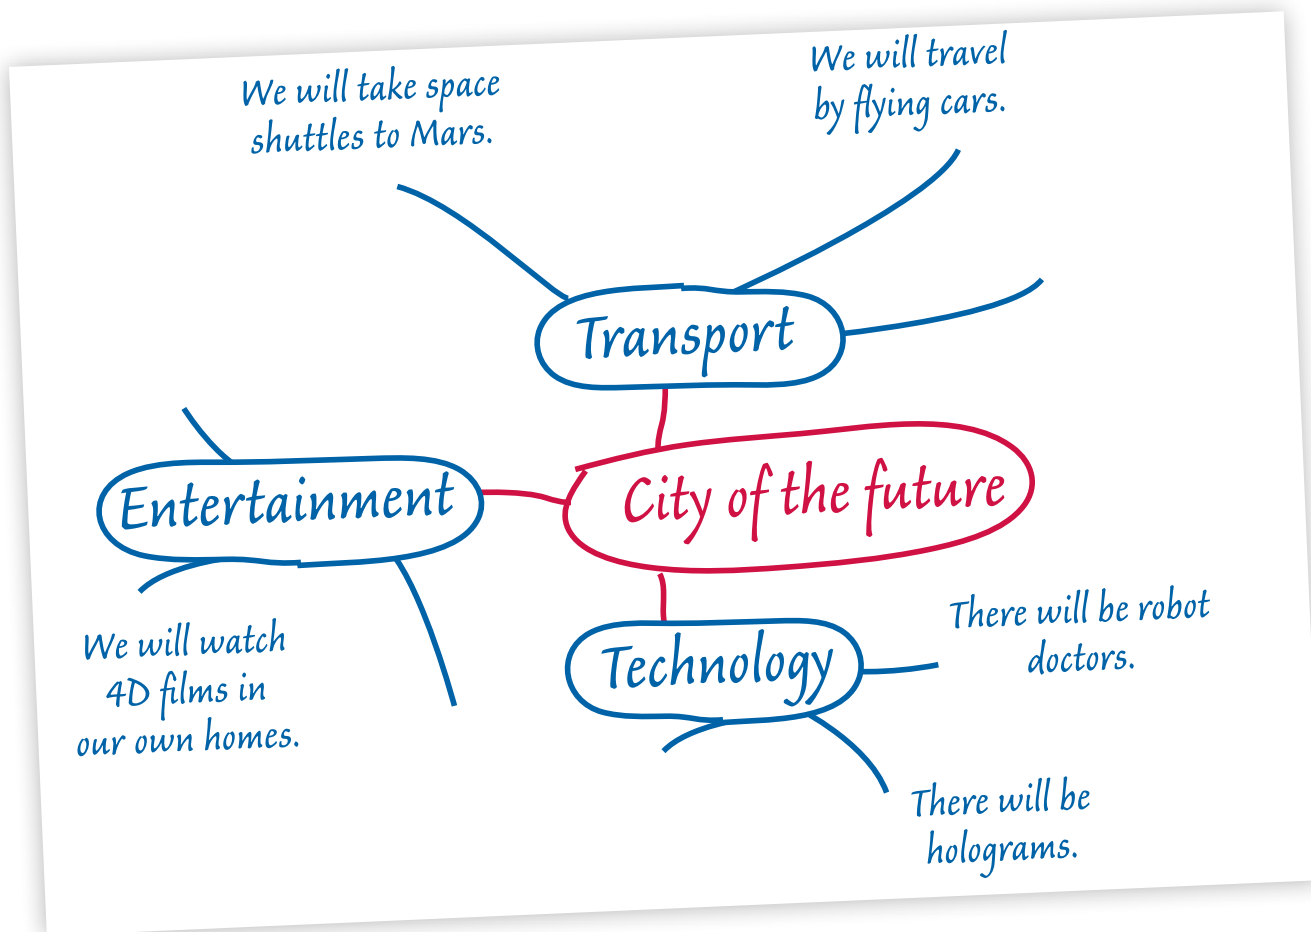 We will take space
shuttles to Mars.
We will travel
by flying cars.
Transport
Entertainment
City of the future
We will watch
4D films in
our own homes.
Technology
There will be robot
doctors.
There will be
holograms.